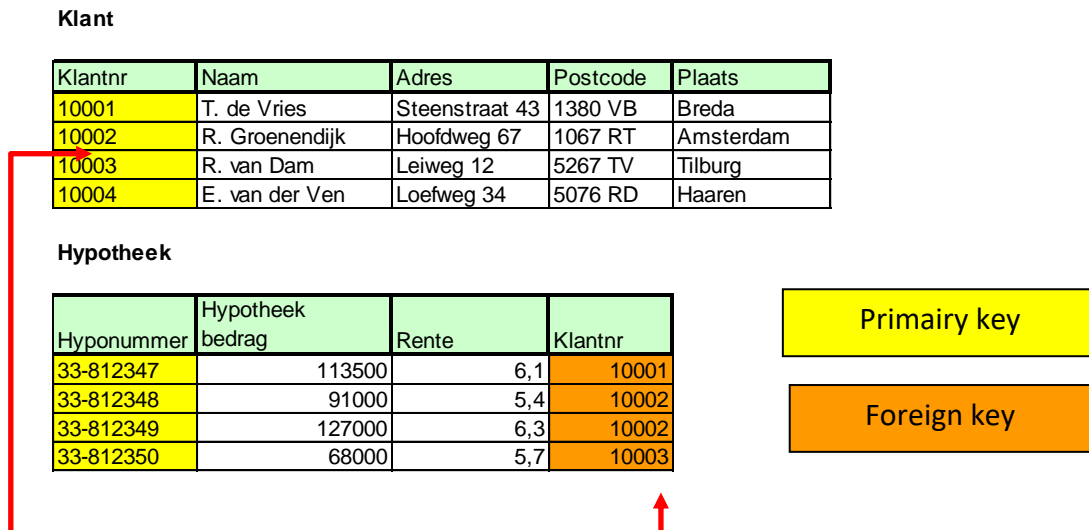 Klant
Klantnr Naam Adres Postcode Plaats
10001 T. de Vries Steenstraat 43 1380 VB Breda
10002 R. Groenendijk Hoofdweg 67 1067 RT Amsterdam
10003 R. van Dam Leiweg 12 5267 TV Tilburg
10004 E. van der Ven Loefweg 34 5076 RD Haaren
Hypotheek
Hypotheek
Hyponummer bedrag Rente Klantnr
33-812347 113500 6,1 10001
33-812348 91000 5,4 10002
33-812349 127000 6,3 10002
33-812350 68000 5,7 10003
Primairy key
Foreign key